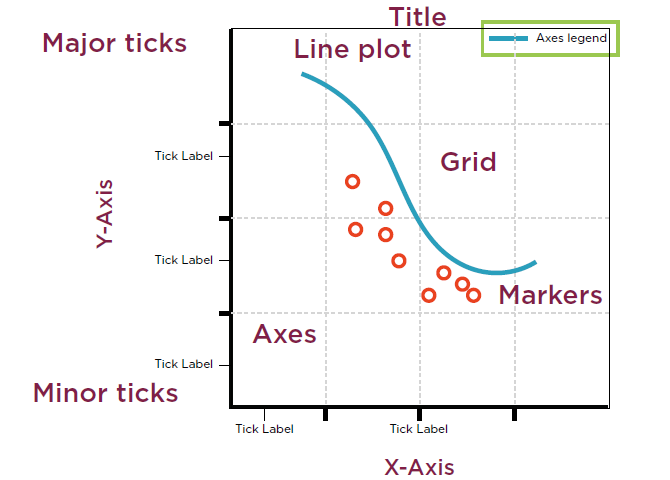 Title
Major ticks
Line plot
Axes legend
Tick Label
Grid
Y-Axis
Tick Label
Markers
Axes
Tick Label
Minor ticks
Tick Label
Tick Label
X-Axis